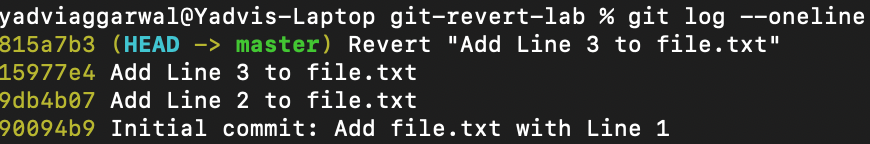 yadviaggarwal@Yadvis-Laptop git-revert-lab % git log --oneline
815a7b3 (HEAD -> master) Revert "Add Line 3 to file.txt"
15977e4 Add Line 3 to file.txt
9db4b07 Add Line 2 to file.txt
90094b9 Initial commit: Add file.txt with Line 1